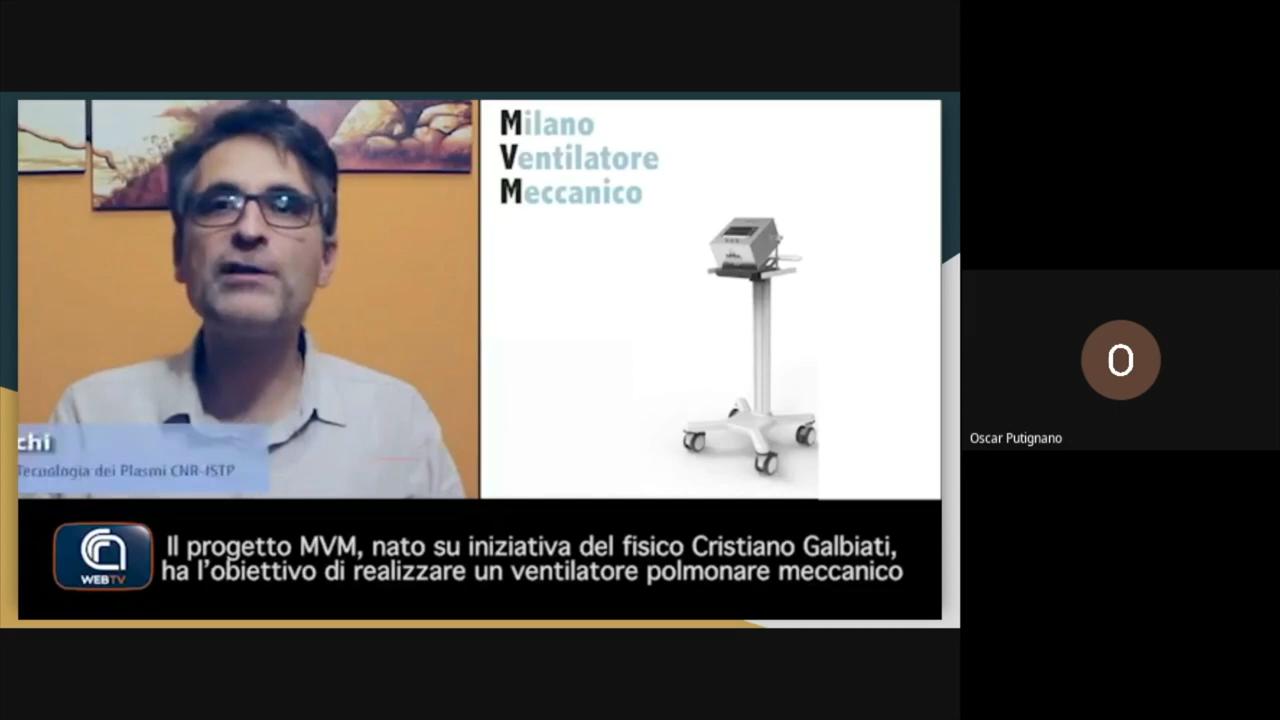 Milano
Ventilatore
Meccanico
chi
Tecnologia dei Plasmi CNR-ISTP
WEBTV
Il progetto MVM, nato su iniziativa del fisico Cristiano Galbiati,
ha l'obiettivo di realizzare un ventilatore polmonare meccanico
O
Oscar Putignano